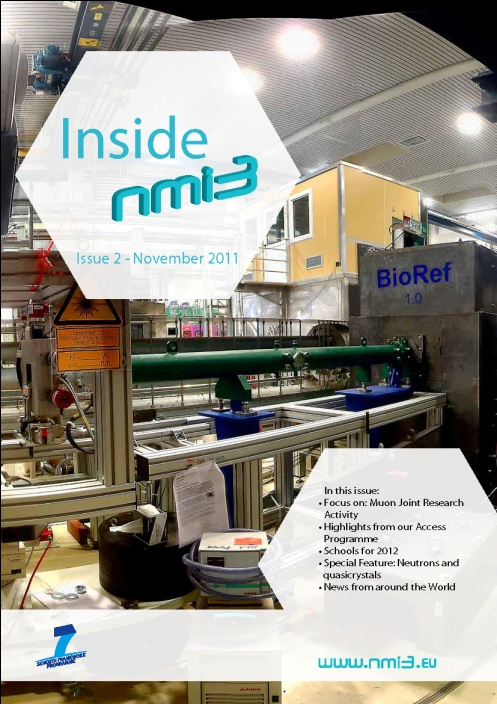 Inside
nmi3
Issue 2 - November 2011
BioRef
1.0
In this issue:
• Focus on: Muon Joint Research
Activity
• Highlights from our Access
Programme
• Schools for 2012
• Special Feature: Neutrons and
quasicrystals
• News from around the World
7
SEVENTH FRAMEWORK
PROGRAMME
www.nmi3.eu
julabo